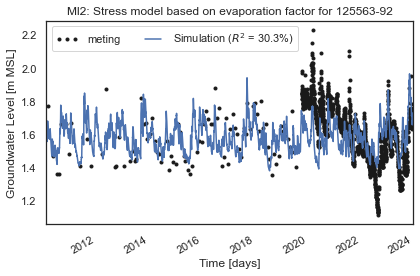 MI2: Stress model based on evaporation factor for 125563-92
meting
Simulation (R² = 30.3%)
Groundwater Level [m MSL]
2.2
2.0
1.8
1.6
1.4
1.2
2012
2014
2016
2018
2020
2022
2024
Time [days]